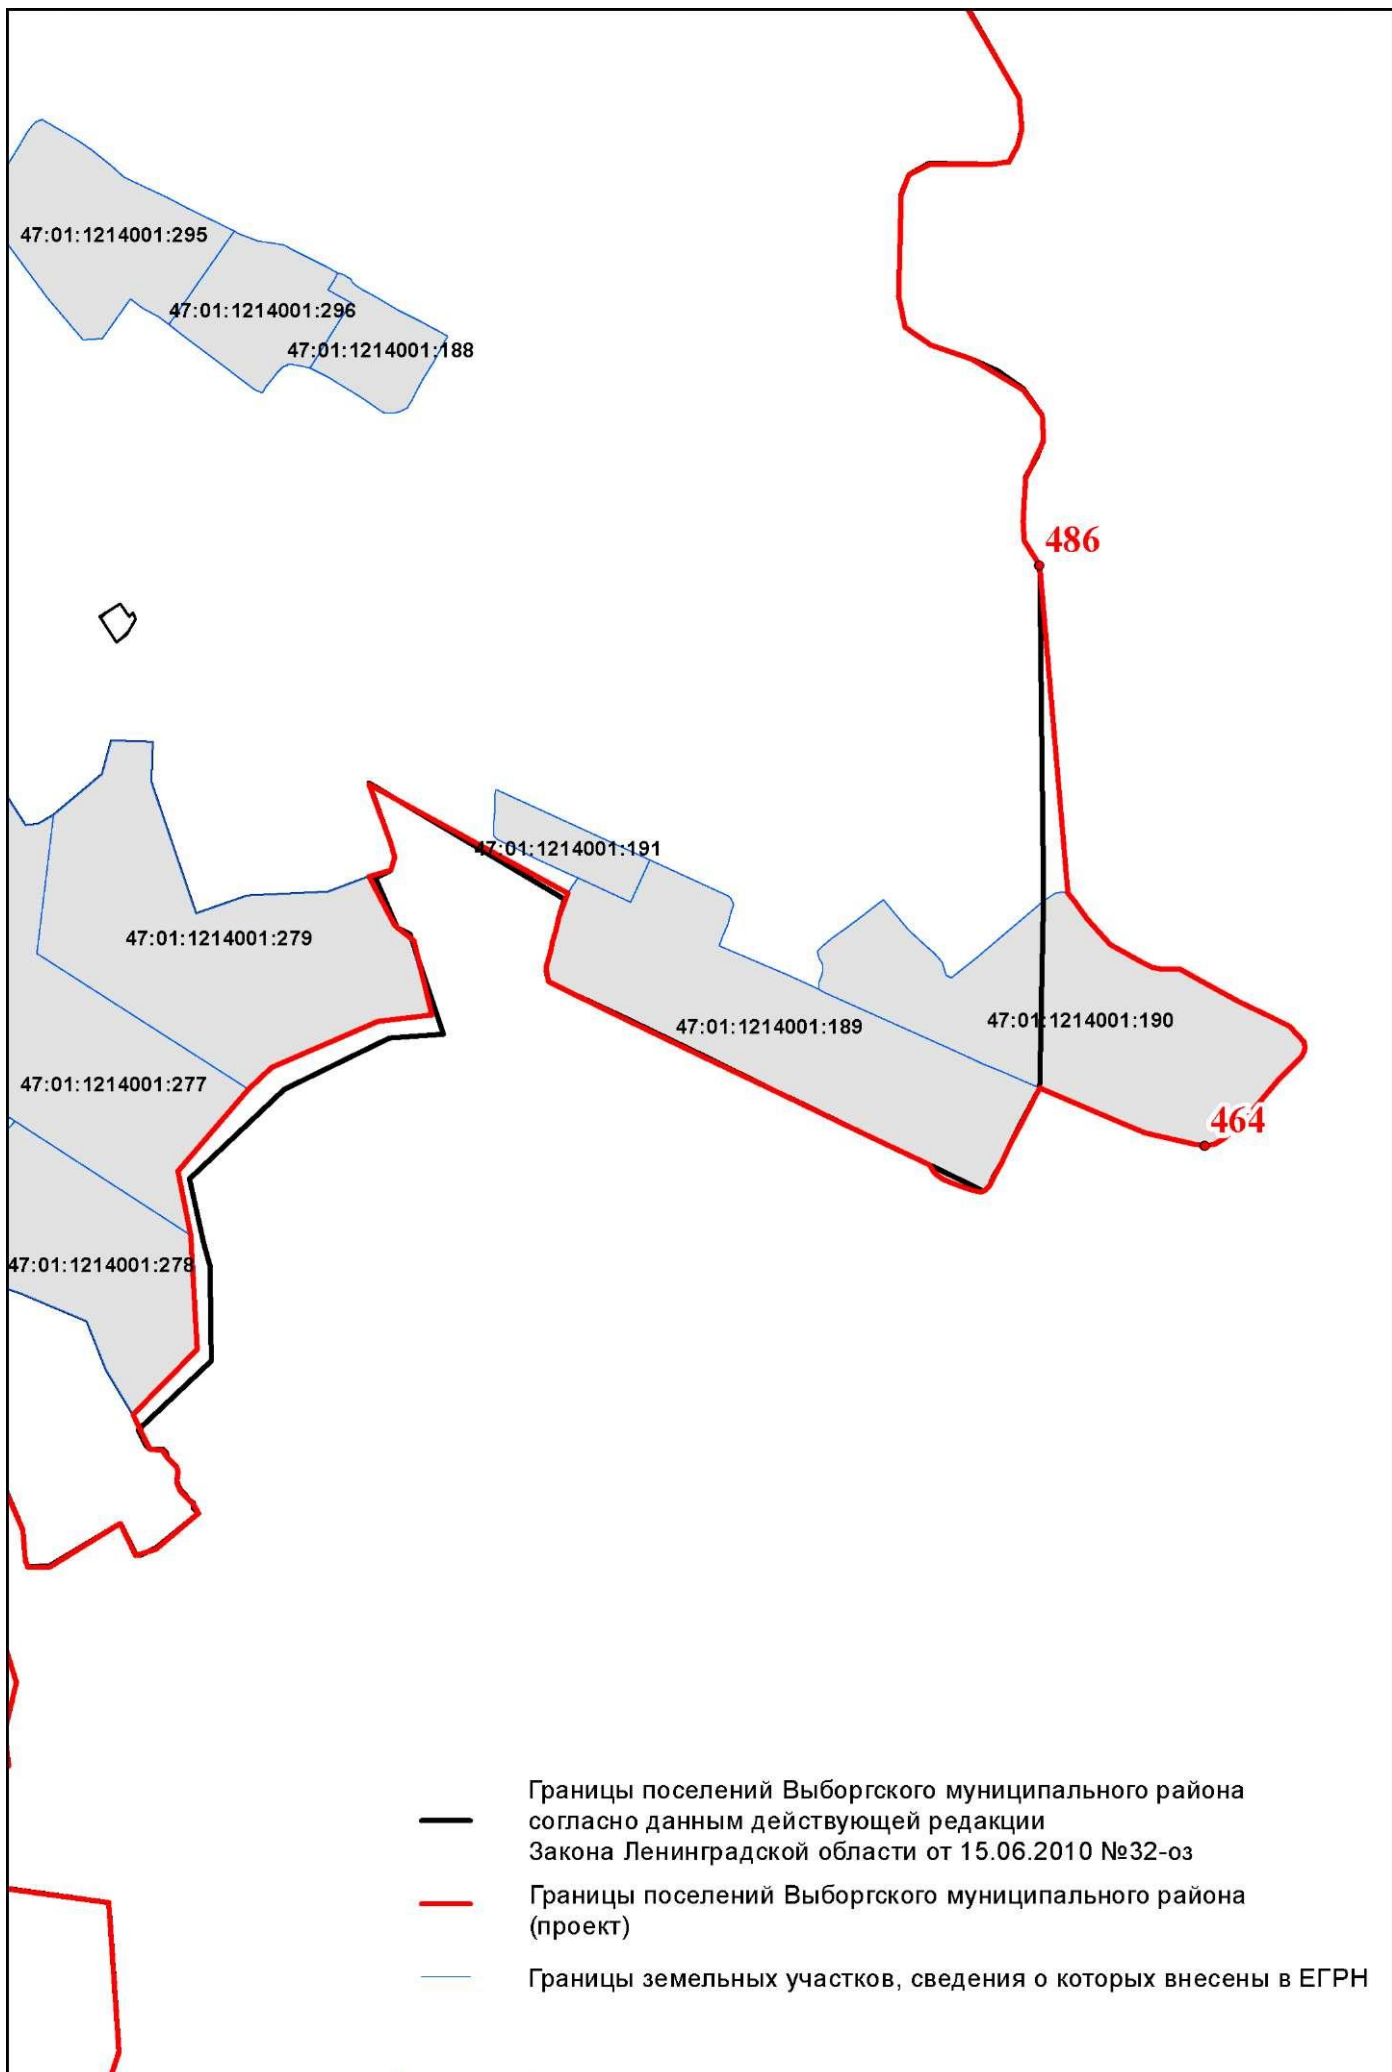 47:01:1214001:295
47:01:1214001:296
47:01:1214001:188
486
47:01:1214001:191
47:01:1214001:279
47:01:1214001:189
47:01:1214001:190
47:01:1214001:277
464
47:01:1214001:278
Границы поселений Выборгского муниципального района
согласно данным действующей редакции
Закона Ленинградской области от 15.06.2010 №32-оз
Границы поселений Выборгского муниципального района
(проект)
Границы земельных участков, сведения о которых внесены в ЕГРН